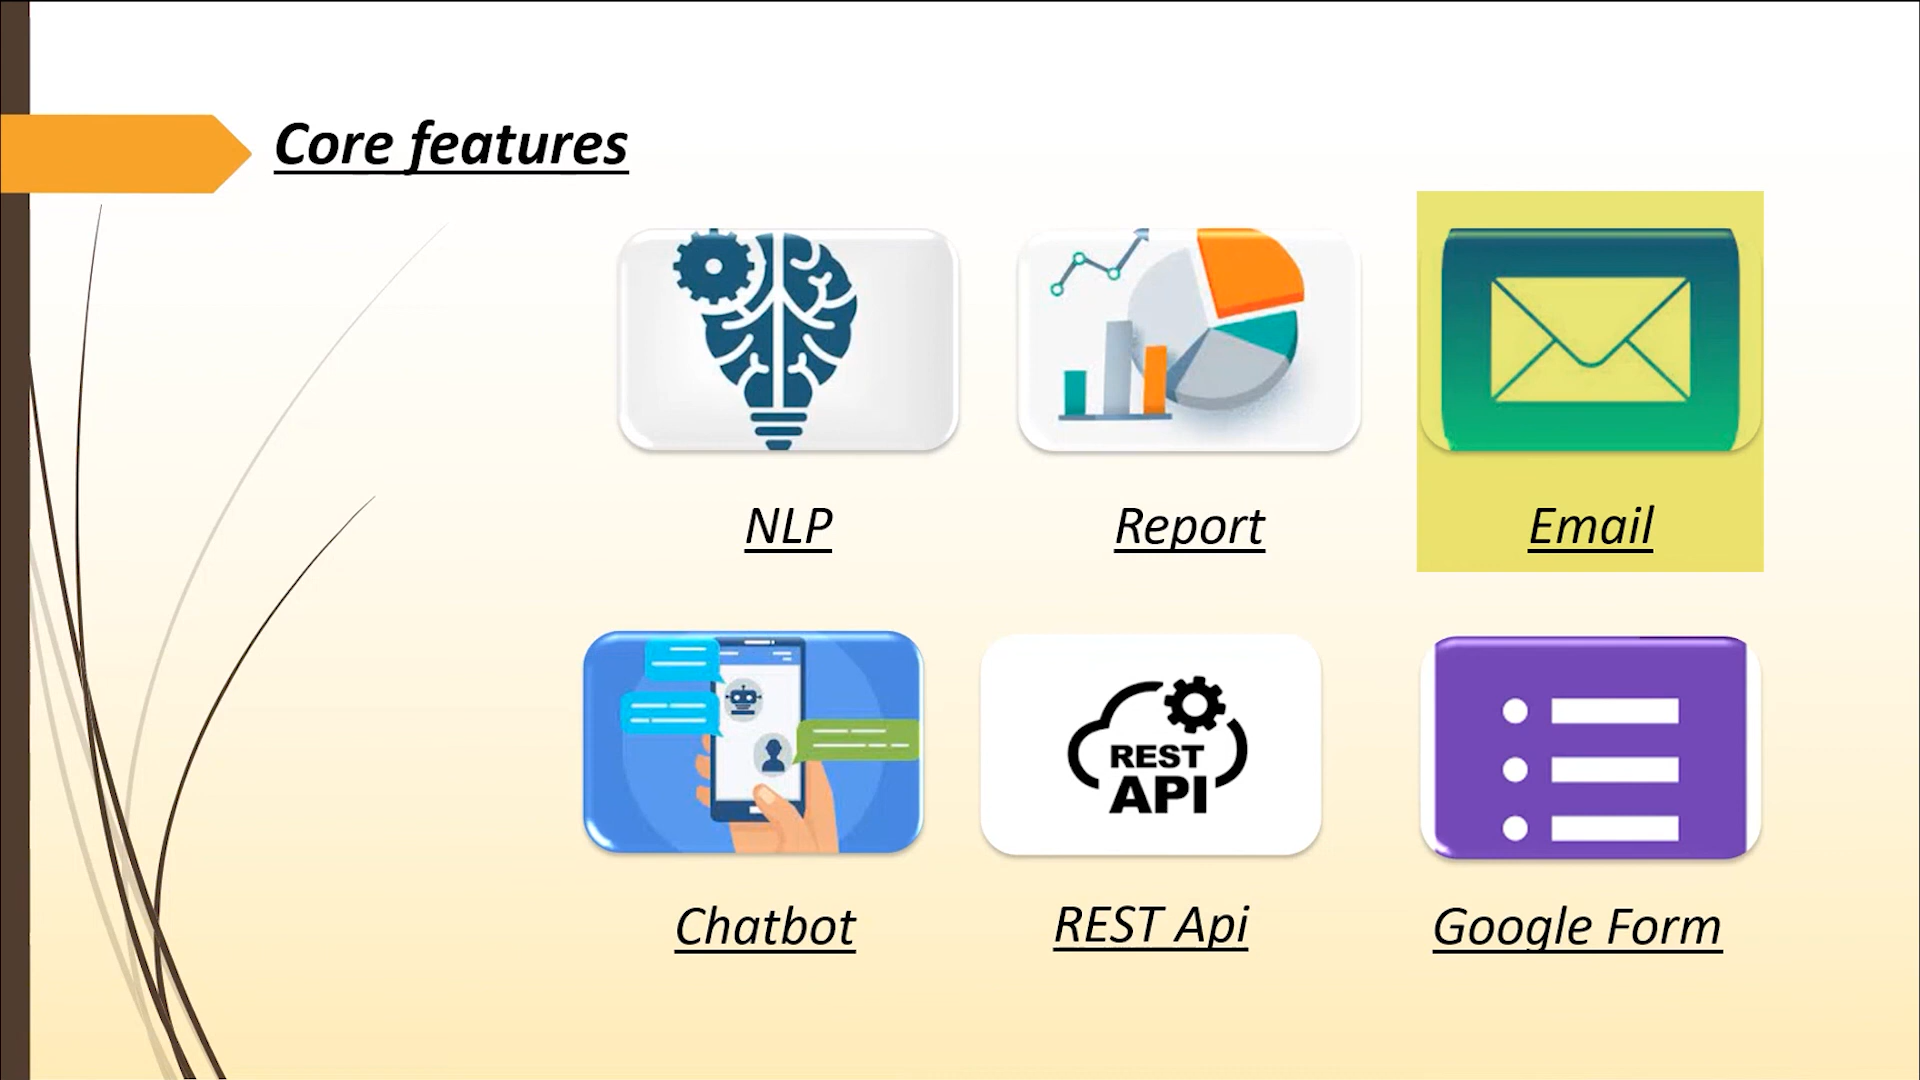 Core features
NLP
Report
Email
REST
API
Chatbot
REST Api
Google Form